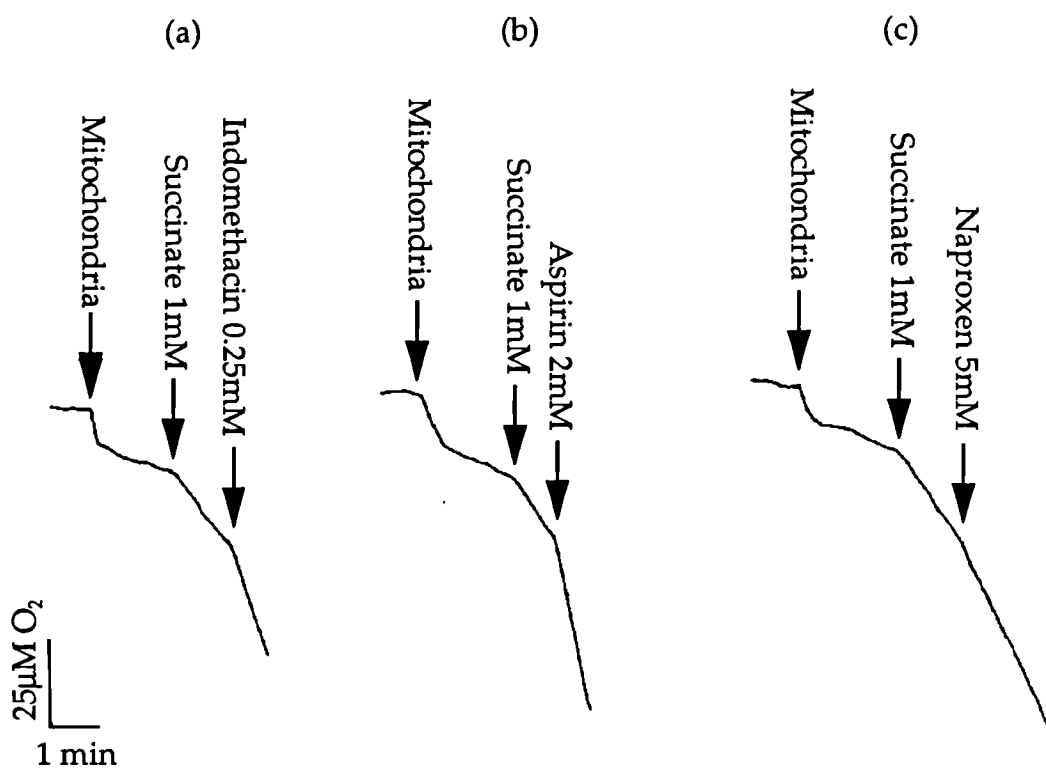 (a)
Mitochondria
Succinate 1mM
Indomethacin 0.25mM
(b)
Mitochondria
Succinate 1mM
Aspirin 2mM
(c)
Mitochondria
Succinate 1mM
Naproxen 5mM
25µM O₂
1 min